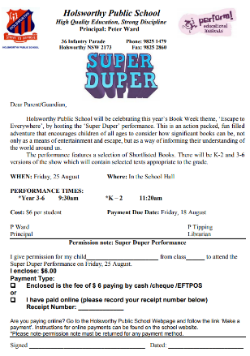 Holsworthy Public School
High Quality Education, Strong Discipline
Principal: Peter Ward
perform!
educational musicals
36 Infantry Parade Phone: 9825 1479
Holsworthy NSW 2173 Fax: 9825 2860
SUPER
DUPER
Dear Parent/Guardian,
Holsworthy Public School will be celebrating this year's Book Week theme, 'Escape to
Everywhere', by hosting the 'Super Duper' performance. This is an action packed, fun filled
adventure that encourages children of all ages to consider how significant books can be, not
only as a means of entertainment and escape, but as a way of informing their understanding of
the world around us.
The performance features a selection of Shortlisted Books. There will be K-2 and 3-6
versions of the show which will contain selected texts appropriate to the grade.
WHEN: Friday, 25 August Where: In the School Hall
PERFORMANCE TIMES:
*Year 3-6 9:30am *K – 2 11:20am
Cost: $6 per student Payment Due Date: Friday, 18 August
P Ward P Tipping
Principal Librarian
Permission note: Super Duper Performance
I give permission for my child from class to attend the
Super Duper Performance on Friday, 25 August.
I enclose: $6.00
Payment Type:
Enclosed is the fee of $ 6 paying by cash /cheque /EFTPOS
or
I have paid online (please record your receipt number below)
Receipt Number:
Are you paying online? Go to the Holsworthy Public School Webpage and follow the link 'Make a
payment'. Instructions for online payments can be found on the school website.
*Please note permission note must be returned for any payment method.
Signed Dated: